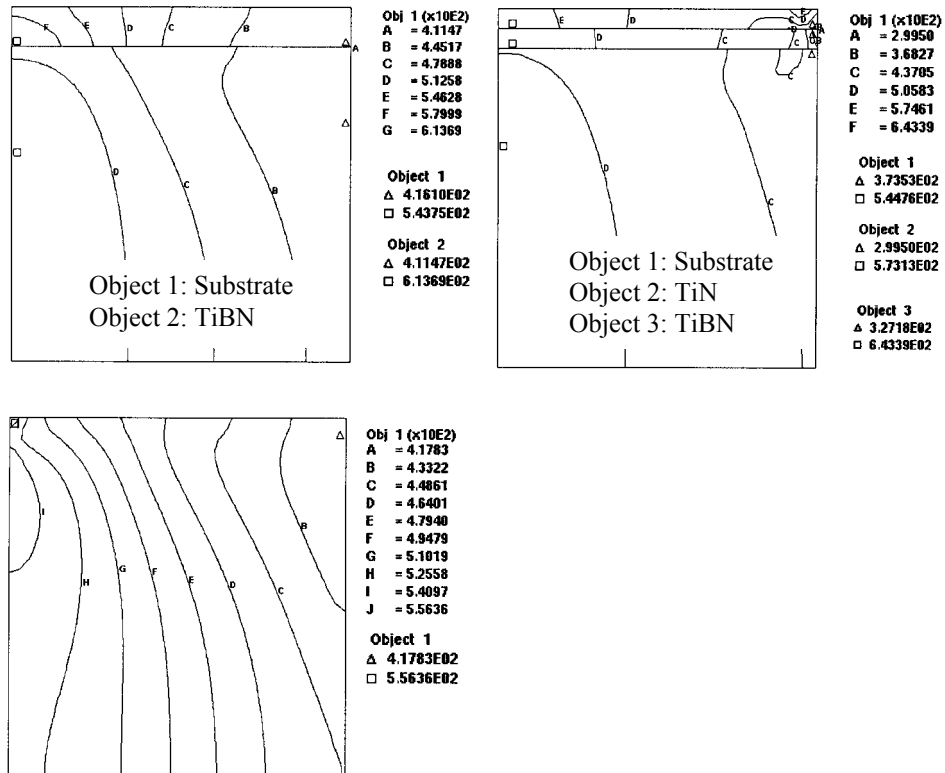 F E D C B
A
D C B
Obj 1 (x10E2)
A = 4.1147
B = 4.4517
C = 4.7888
D = 5.1258
E = 5.4628
F = 5.7999
G = 6.1369
Object 1
△ 4.1610E02
□ 5.4375E02
Object 2
△ 4.1147E02
□ 6.1369E02
Object 1: Substrate
Object 2: TiBN
E D C D
D C C B
A
C
D
C
Obj 1 (x10E2)
A = 2.9950
B = 3.6827
C = 4.3705
D = 5.0583
E = 5.7461
F = 6.4339
Object 1
△ 3.7353E02
□ 5.4476E02
Object 2
△ 2.9950E02
□ 5.7313E02
Object 3
△ 3.2718E02
□ 6.4339E02
Object 1: Substrate
Object 2: TiN
Object 3: TiBN
I H G F E D C B
Obj 1 (x10E2)
A = 4.1783
B = 4.3322
C = 4.4861
D = 4.6401
E = 4.7940
F = 4.9479
G = 5.1019
H = 5.2558
I = 5.4097
J = 5.5636
Object 1
△ 4.1783E02
□ 5.5636E02